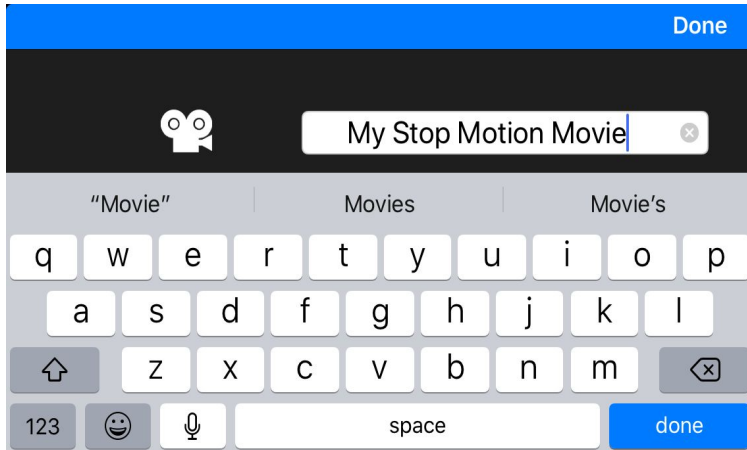 Done
My Stop Motion Movie
“Movie” Movies Movie’s
q w e r t y u i o p
a s d f g h j k l
z x c v b n m
123 space done